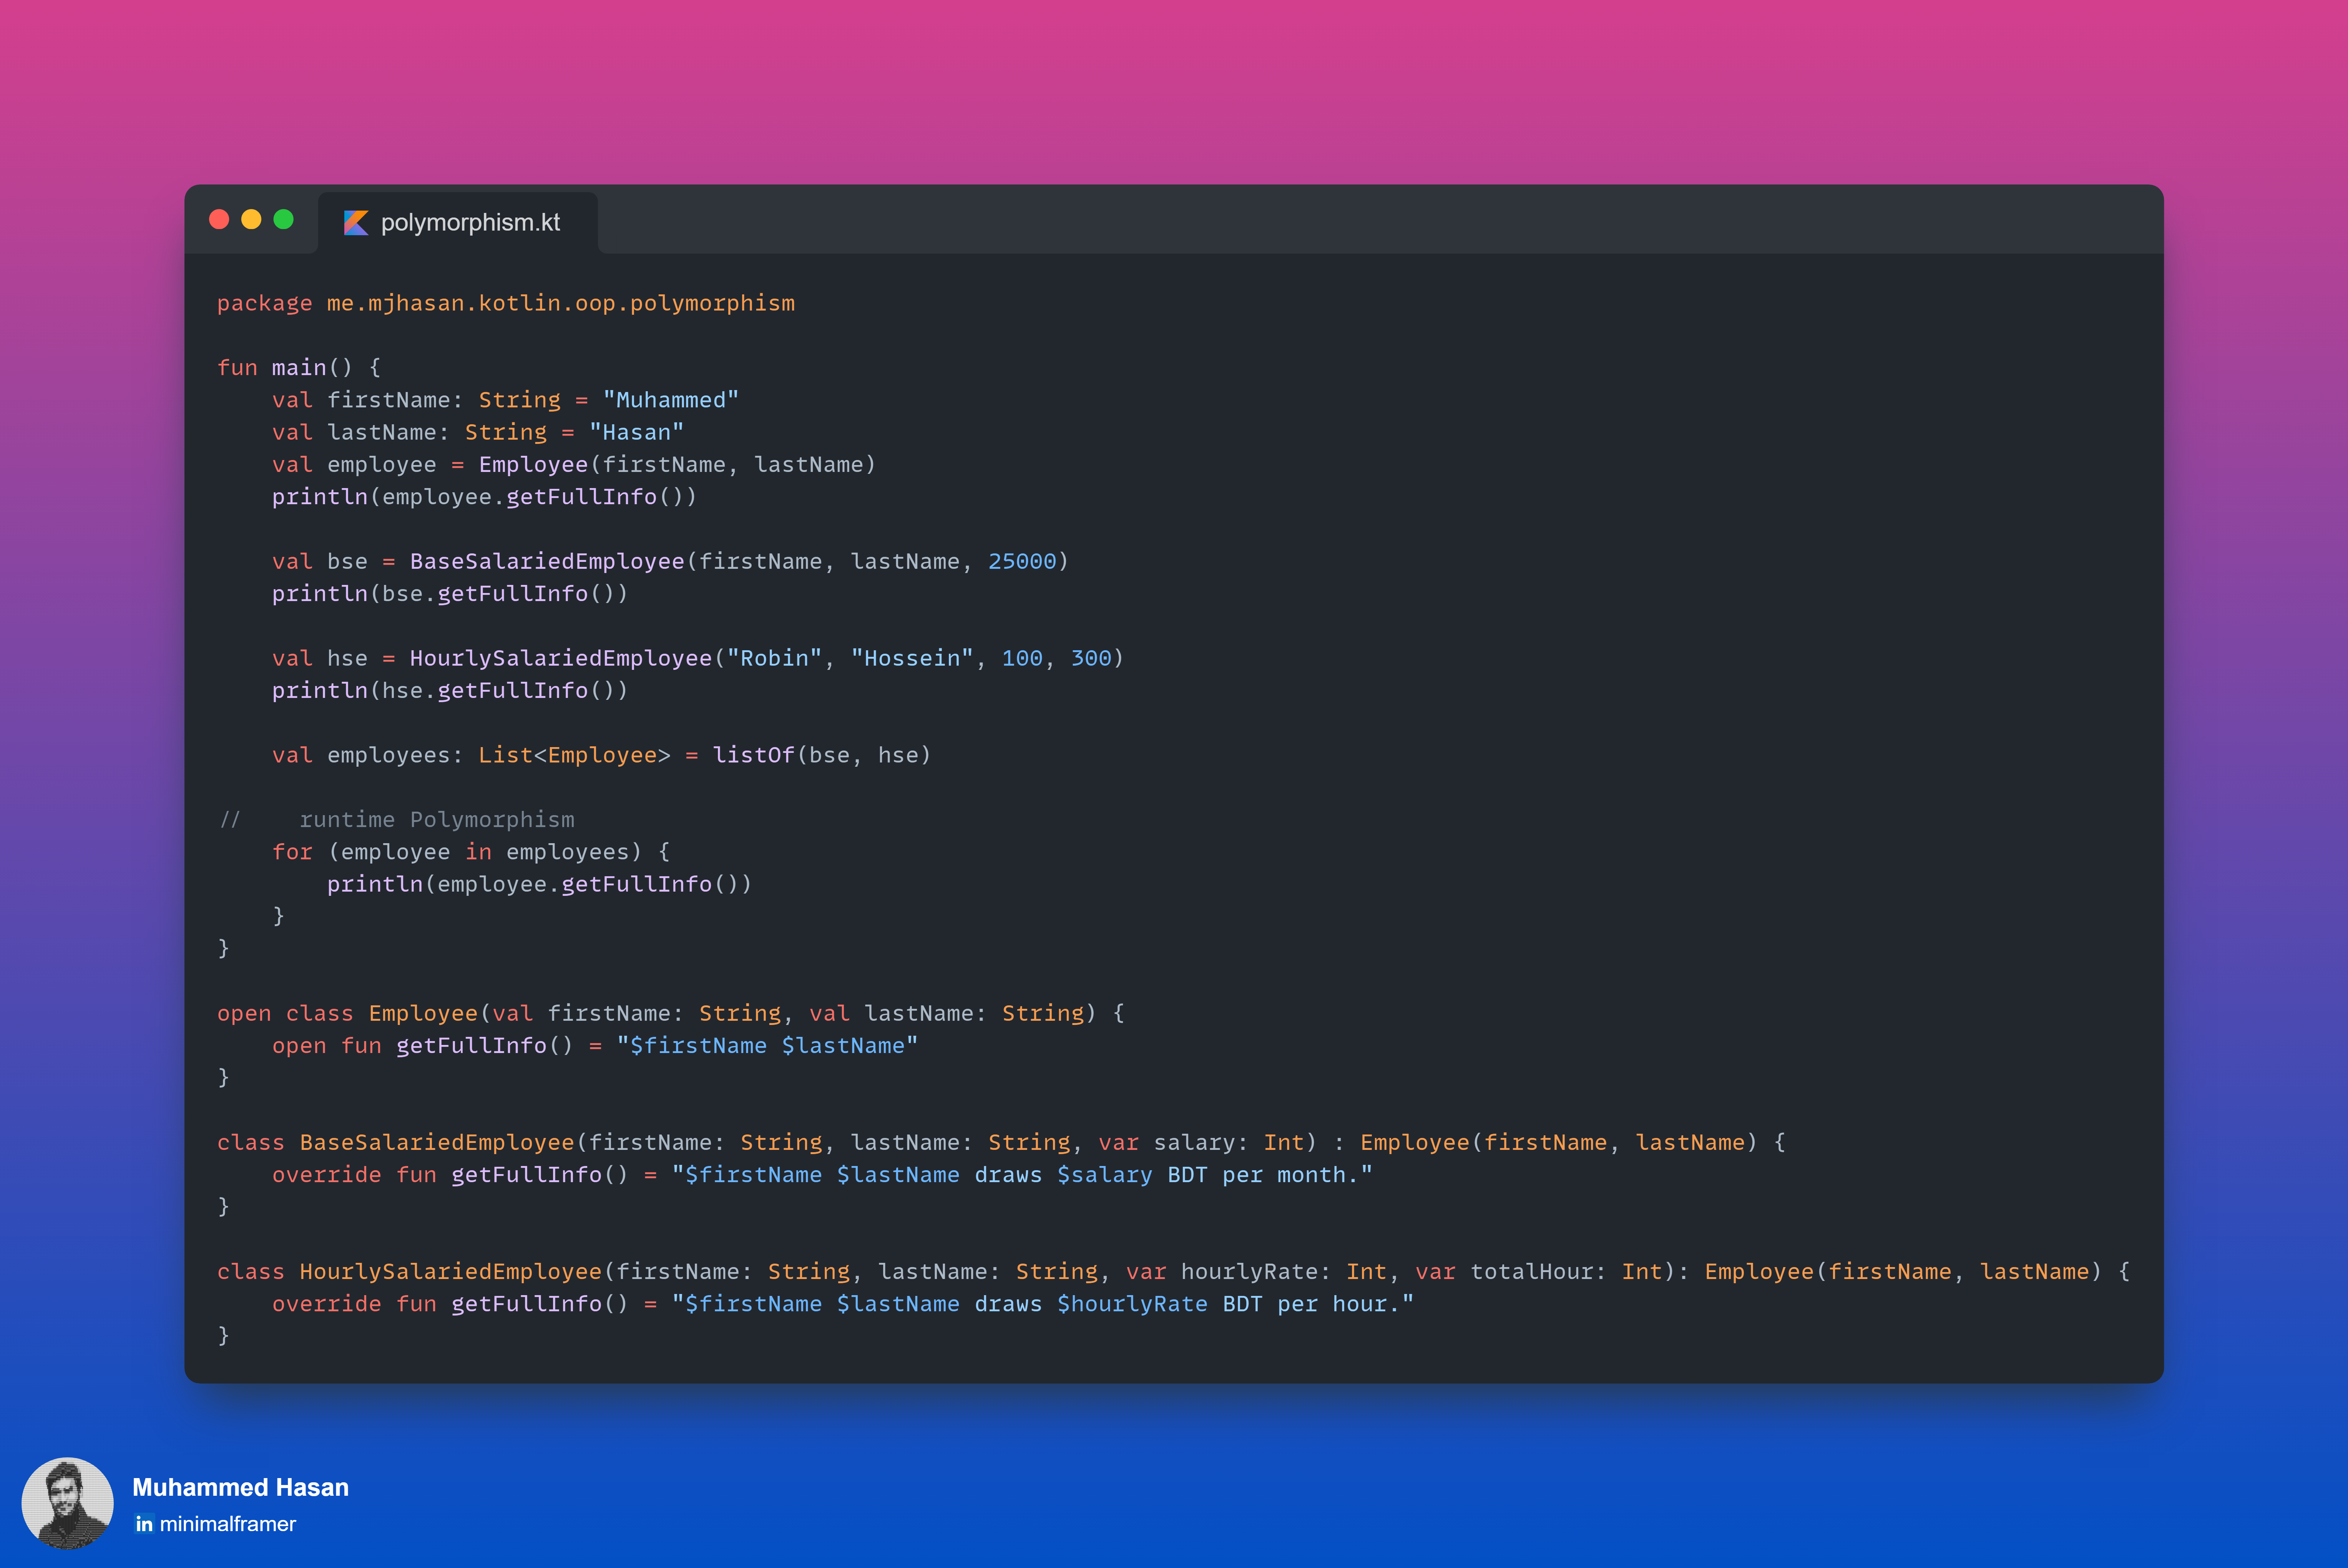 polymorphism.kt
package me.mjhasan.kotlin.oop.polymorphism
fun main() {
    val firstName: String = "Muhammed"
    val lastName: String = "Hasan"
    val employee = Employee(firstName, lastName)
    println(employee.getFullInfo())
    val bse = BaseSalariedEmployee(firstName, lastName, 25000)
    println(bse.getFullInfo())
    val hse = HourlySalariedEmployee("Robin", "Hossein", 100, 300)
    println(hse.getFullInfo())
    val employees: List<Employee> = listOf(bse, hse)
//    runtime Polymorphism
    for (employee in employees) {
        println(employee.getFullInfo())
    }
}
open class Employee(val firstName: String, val lastName: String) {
    open fun getFullInfo() = "$firstName $lastName"
}
class BaseSalariedEmployee(firstName: String, lastName: String, var salary: Int) : Employee(firstName, lastName) {
    override fun getFullInfo() = "$firstName $lastName draws $salary BDT per month."
}
class HourlySalariedEmployee(firstName: String, lastName: String, var hourlyRate: Int, var totalHour: Int): Employee(firstName, lastName) {
    override fun getFullInfo() = "$firstName $lastName draws $hourlyRate BDT per hour."
}
Muhammed Hasan
in minimalframer